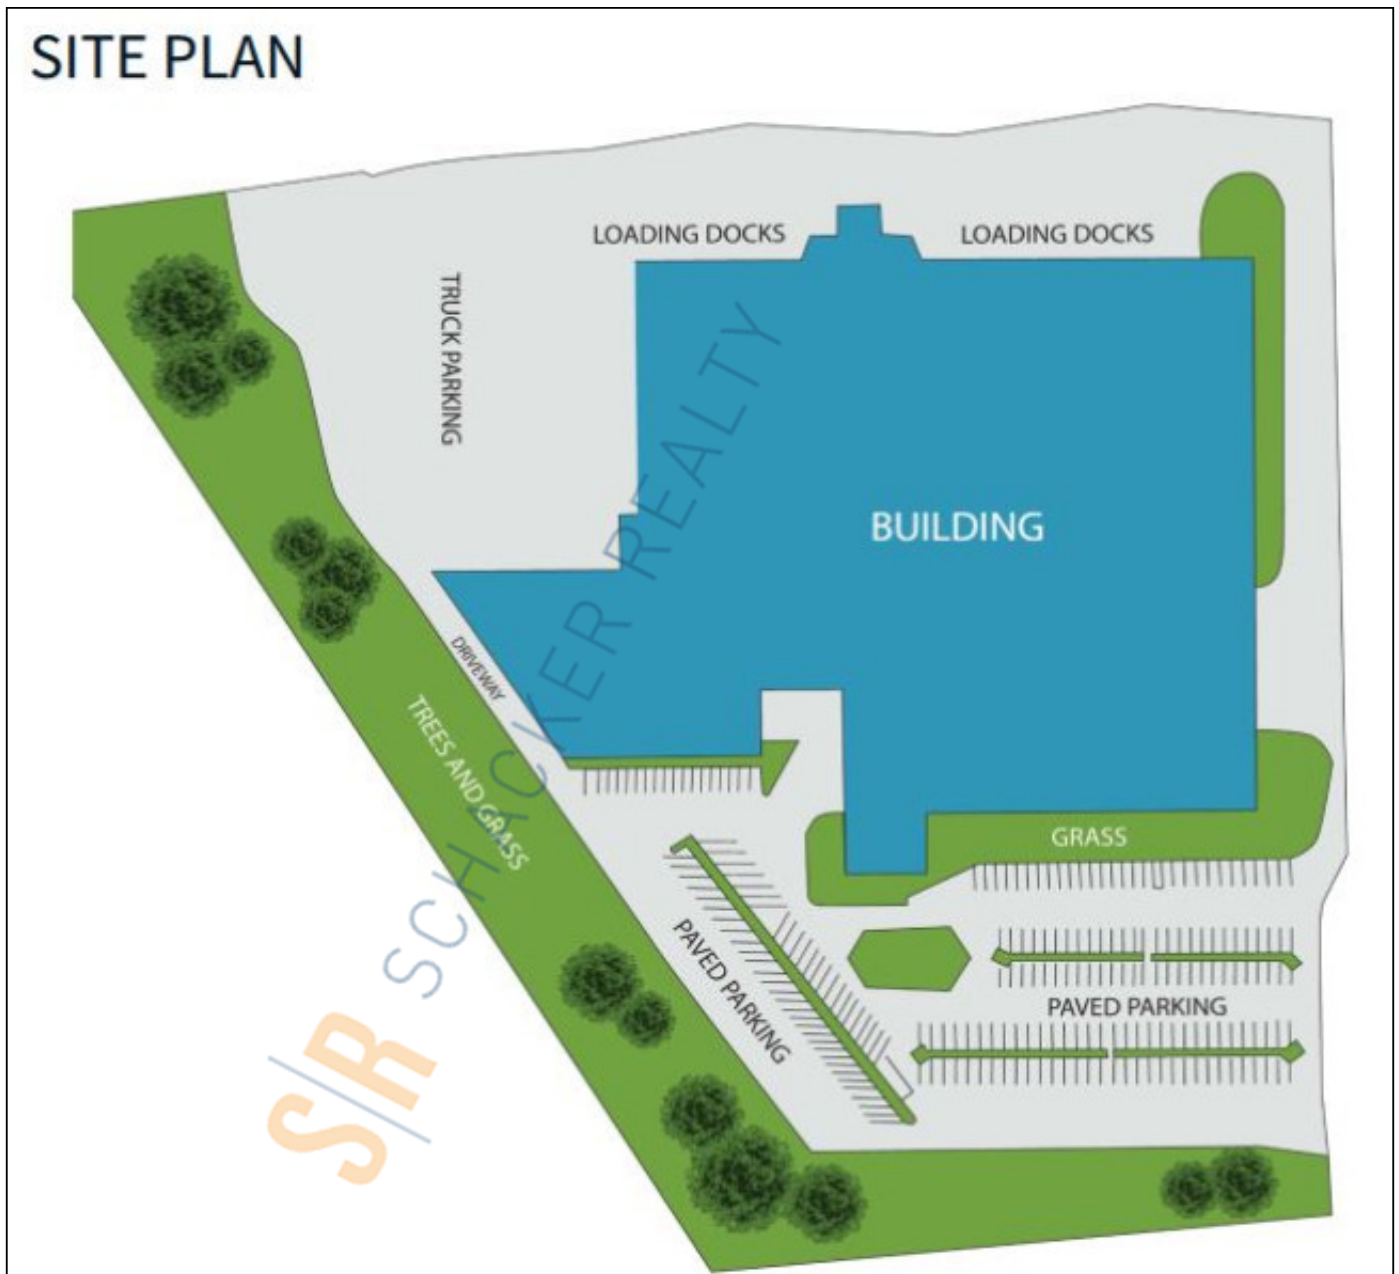 SITE PLAN
LOADING DOCKS
LOADING DOCKS
TRUCK PARKING
BUILDING
DRIVEWAY
TREES AND GRASS
GRASS
PAVED PARKING
PAVED PARKING
S|R SCHACKER REALTY